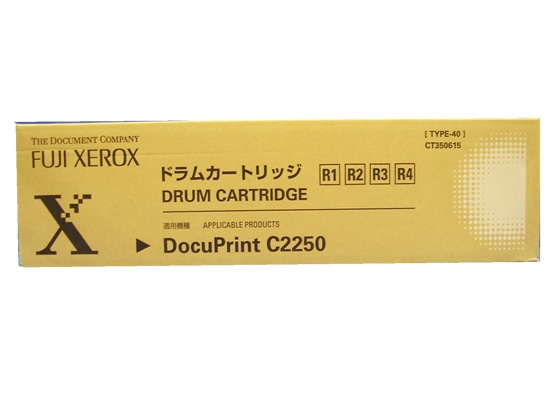 THE DOCUMENT COMPANY
FUJI XEROX
X
ドラムカートリッジ R1 R2 R3 R4
DRUM CARTRIDGE
適用機種 APPLICABLE PRODUCTS
▶ DocuPrint C2250
[ TYPE-40 ]
CT350615